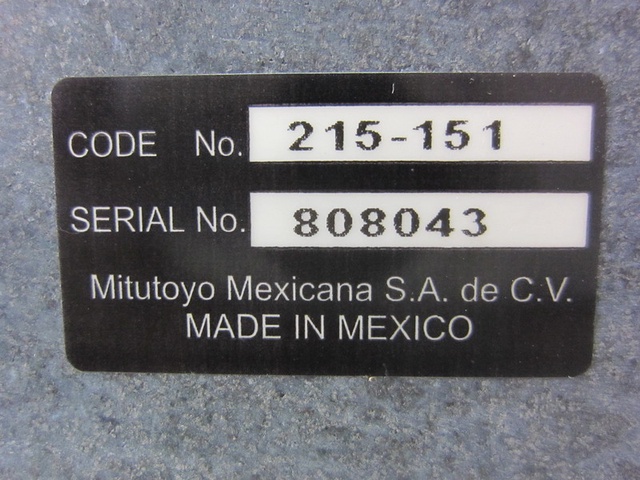 CODE No. 215-151
SERIAL No. 808043
Mitutoyo Mexicana S.A. de C.V.
MADE IN MEXICO